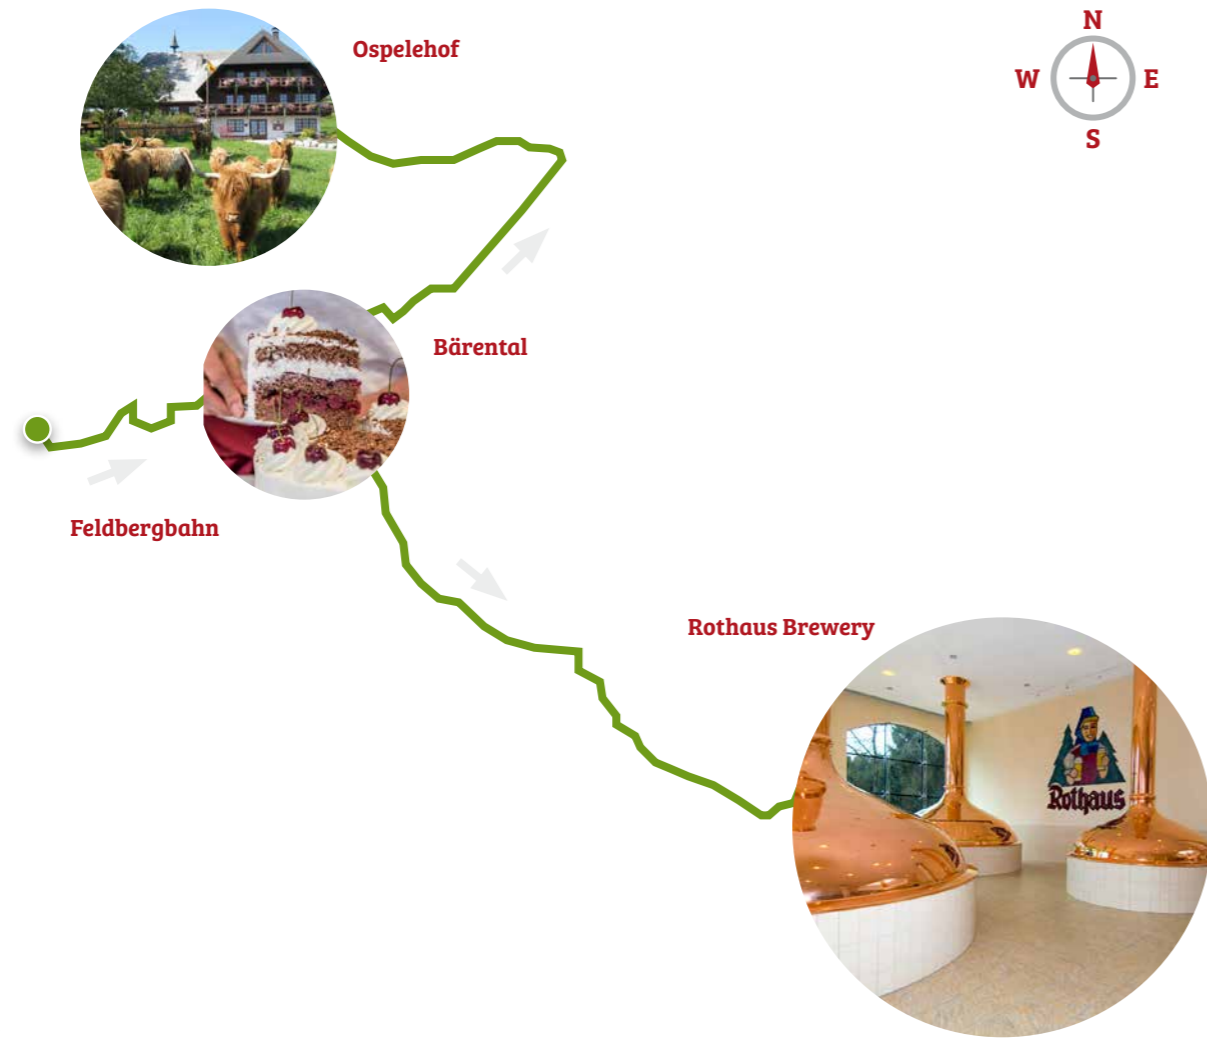 N
Ospelehof
W E
S
Bärental
Feldbergbahn
Rothaus Brewery
Rothaus